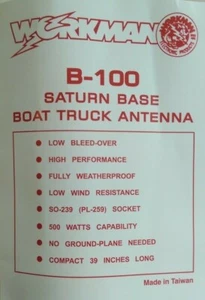 WORKMAN
B-100
SATURN BASE
BOAT TRUCK ANTENNA
● LOW BLEED-OVER
● HIGH PERFORMANCE
● FULLY WEATHERPROOF
● LOW WIND RESISTANCE
● SO-239 (PL-259) SOCKET
● 500 WATTS CAPABILITY
● NO GROUND-PLANE NEEDED
● COMPACT 39 INCHES LONG
Made in Taiwan